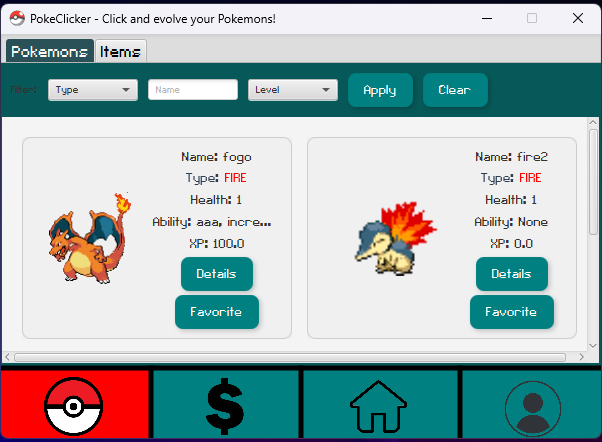 PokeClicker - Click and evolve your Pokemons!
Pokemons Items
Filter: Type Name Level Apply Clear
Name: fogo
Type: FIRE
Health: 1
Ability: aaa, incre...
XP: 100.0
Details
Favorite
Name: fire2
Type: FIRE
Health: 1
Ability: None
XP: 0.0
Details
Favorite
$